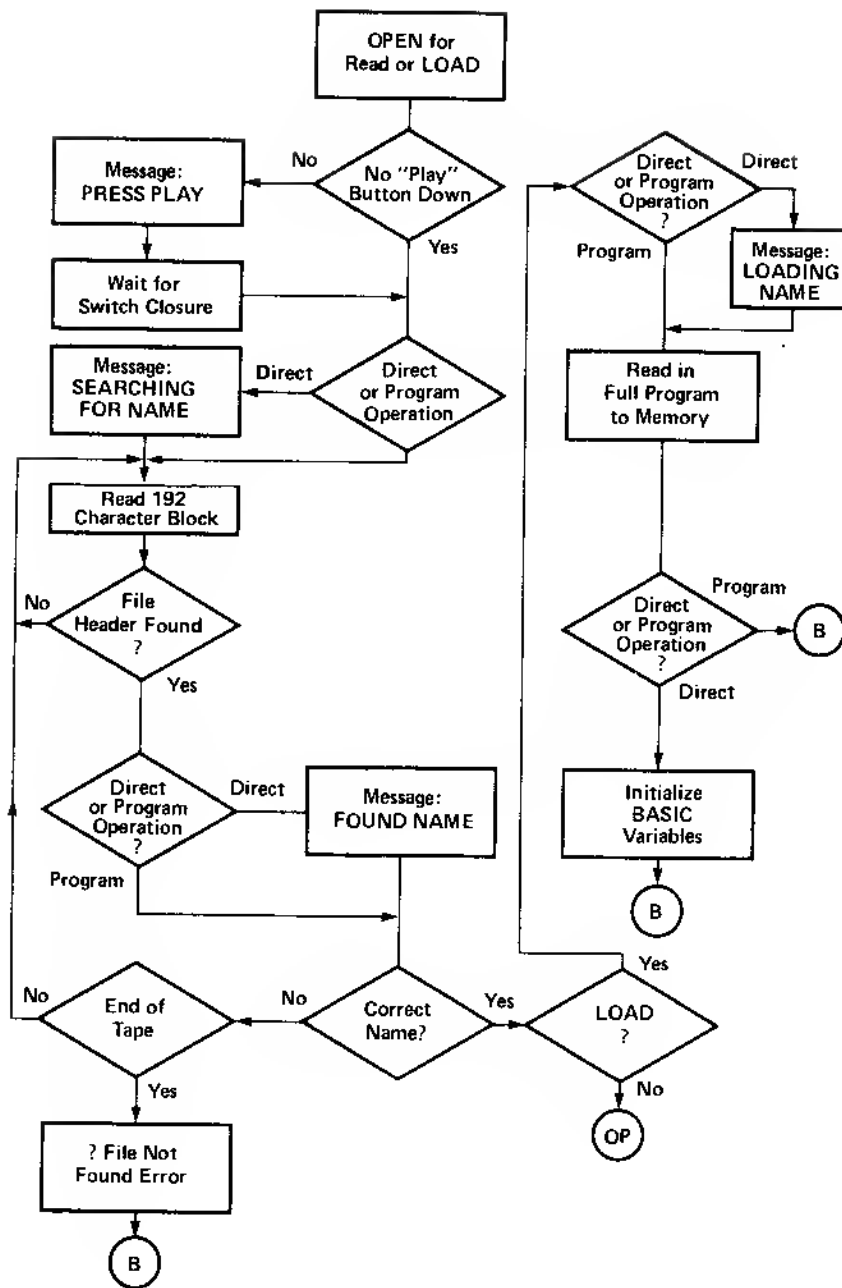 OPEN for
Read or LOAD
No
Message:
PRESS PLAY
No "Play"
Button Down
Yes
Wait for
Switch Closure
Message:
SEARCHING
FOR NAME
Direct
Direct
or Program
Operation
Read 192
Character Block
No
File
Header Found
?
Yes
Direct
or Program
Operation
?
Direct
Program
Message:
FOUND NAME
No
End of
Tape
Yes
No
Correct
Name?
Yes
LOAD
?
Yes
No
OP
? File Not
Found Error
B
Direct
or Program
Operation
?
Direct
Program
Message:
LOADING
NAME
Read in
Full Program
to Memory
Direct
or Program
Operation
?
Program
B
Direct
Initialize
BASIC
Variables
B